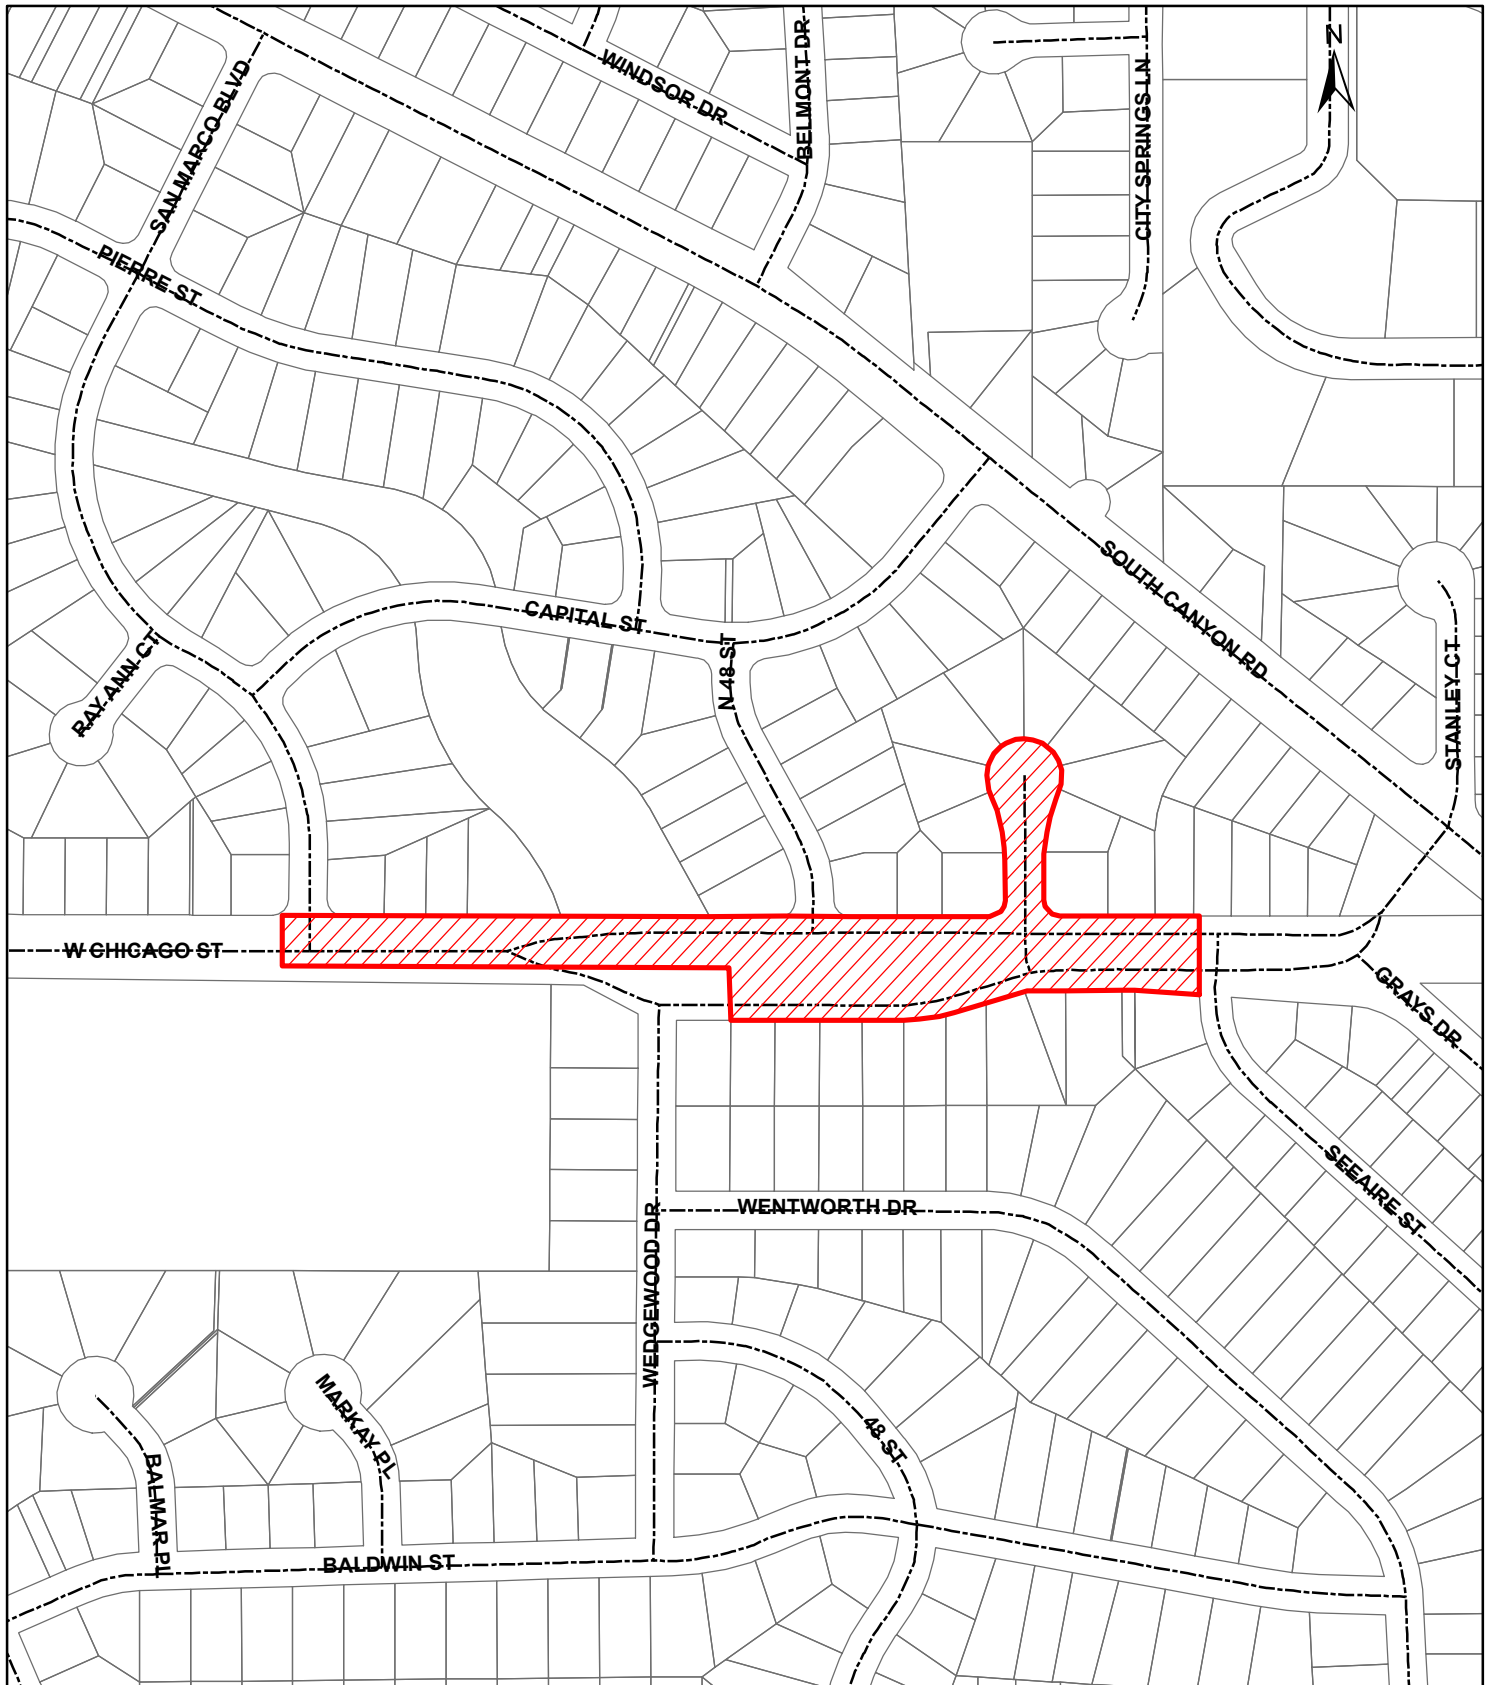 N
WINDSOR DR
BELMONT DR
CITY SPRINGS LN
SAN MARCO BLVD
PIERRE ST
SOUTH CANYON RD
CAPITAL ST
N 48 ST
RAY ANN CT
STANLEY CT
W CHICAGO ST
GRAYS DR
SEEAIRE ST
WENTWORTH DR
WEDGEWOOD DR
MARKAY PL
48 ST
BALMAR PL
BALDWIN ST